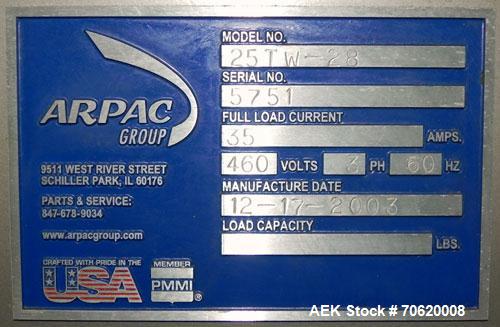 ARPAC
GROUP
9511 WEST RIVER STREET
SCHILLER PARK, IL 60176
PARTS & SERVICE:
847-678-9034
www.arpacgroup.com
CRAFTED WITH PRIDE IN THE
USA
MEMBER
PMMI ®
MODEL NO.
25TW-28
SERIAL NO.
5751
FULL LOAD CURRENT
35 AMPS.
460 VOLTS 3 PH 60 HZ
MANUFACTURE DATE
12-17-2003
LOAD CAPACITY
LBS.
AEK Stock # 70620008